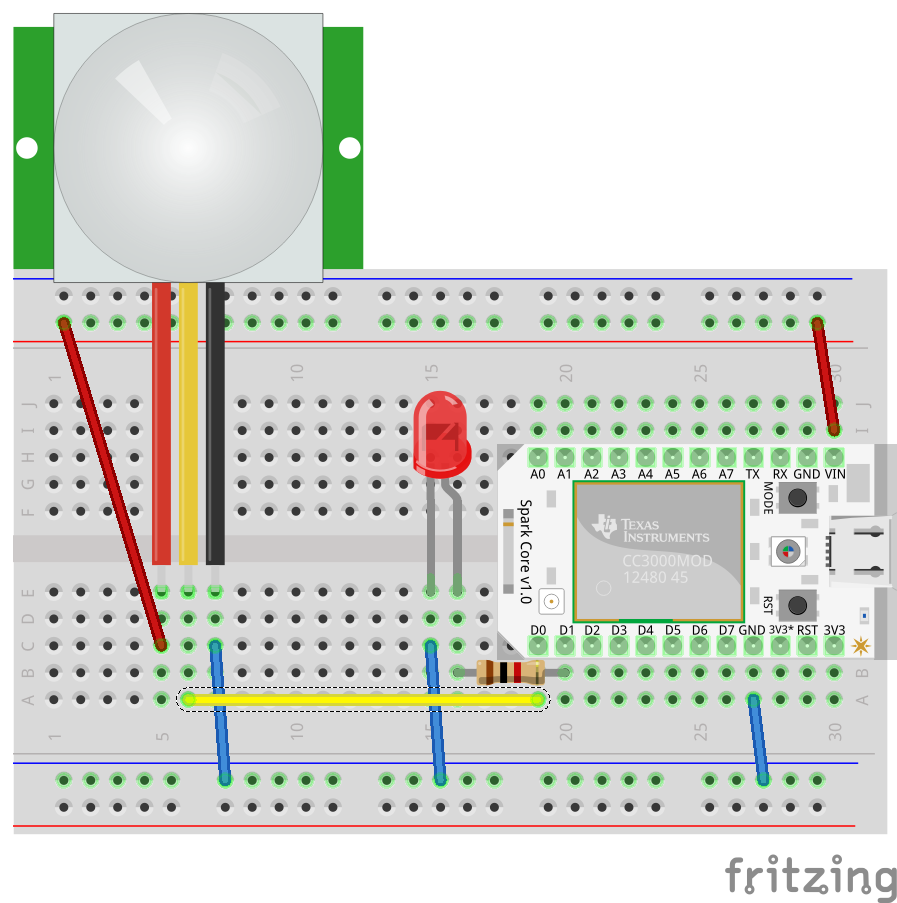 1
10
15
20
25
30
J
J
I
I
H
G
F
A0 A1 A2 A3 A4 A5 A6 A7 TX RX GND VIN
MODE
Spark Core v1.0
TEXAS
INSTRUMENTS
CC3000MOD
12480 45
RST
E
D
C
B
A
B
A
D0 D1 D2 D3 D4 D5 D6 D7 GND 3V3* RST 3V3
1
5
10
15
20
25
30
fritzing